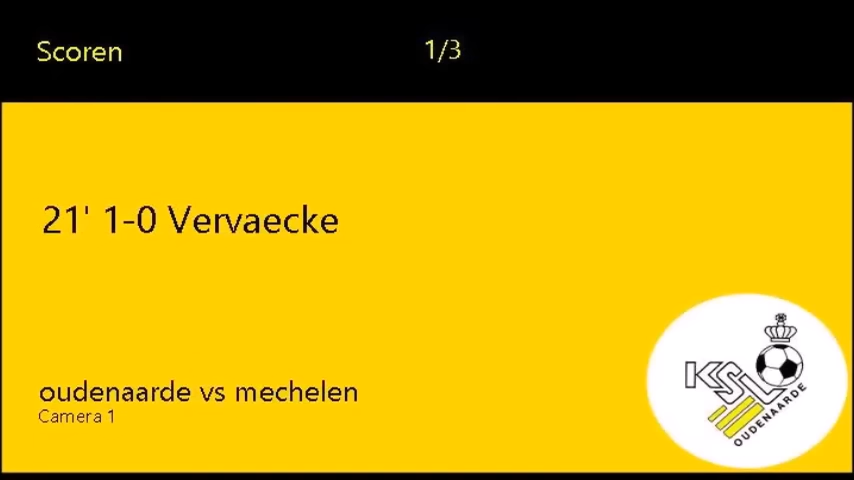 Scoren 1/3
21' 1-0 Vervaecke
oudenaarde vs mechelen
Camera 1
KSV
OUDENAARDE